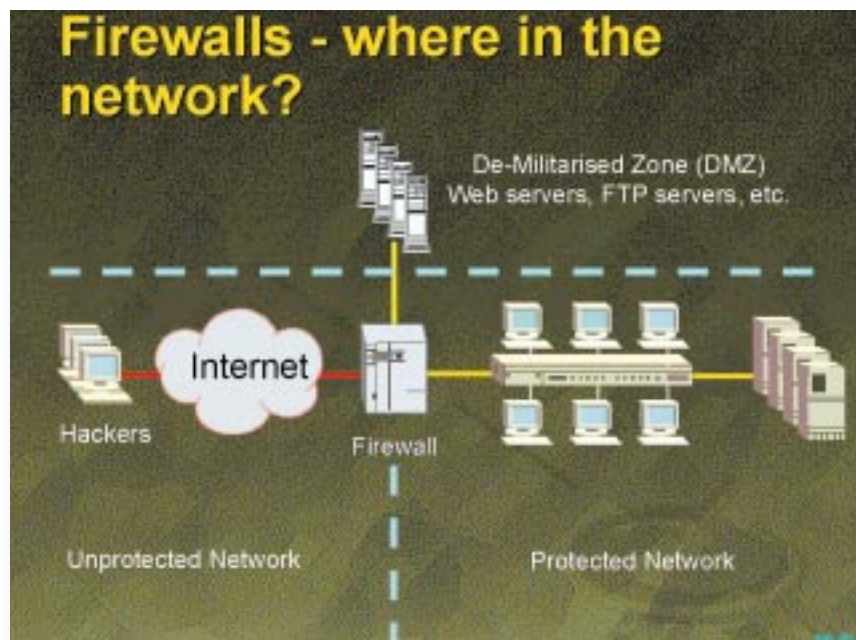 Firewalls - where in the
network?
De-Militarised Zone (DMZ)
Web servers, FTP servers, etc.
Internet
Hackers
Firewall
Unprotected Network
Protected Network